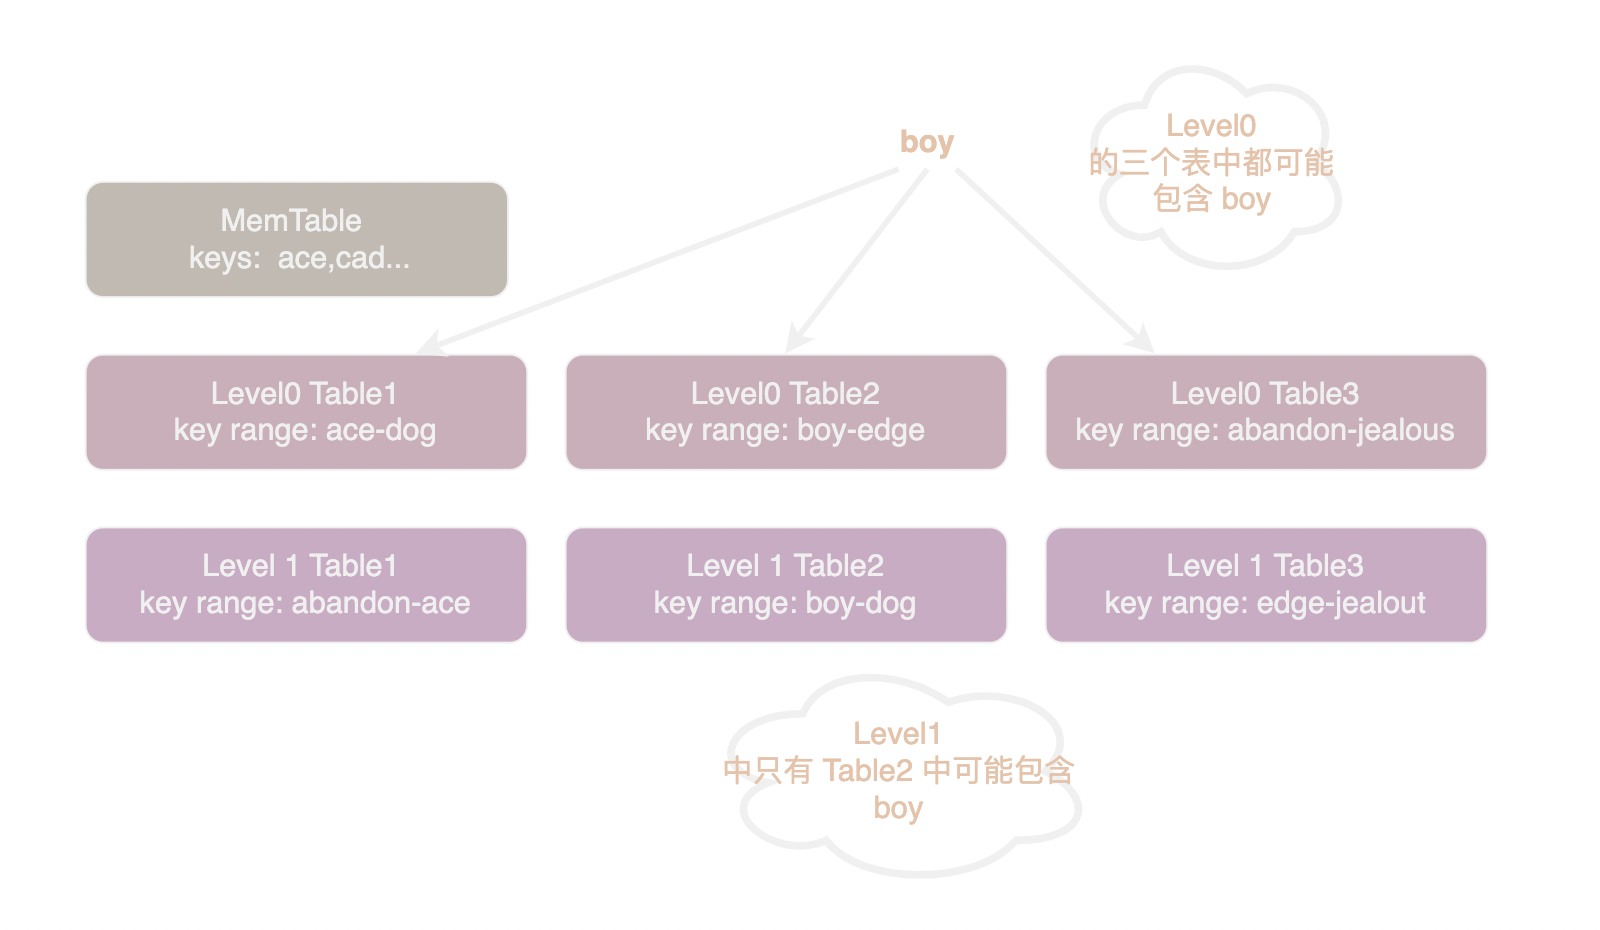 boy
Level0
的三个表中都可能
包含 boy
MemTable
keys:  ace,cad...
Level0 Table1
key range: ace-dog
Level0 Table2
key range: boy-edge
Level0 Table3
key range: abandon-jealous
Level 1 Table1
key range: abandon-ace
Level 1 Table2
key range: boy-dog
Level 1 Table3
key range: edge-jealout
Level1
中只有 Table2 中可能包含
boy